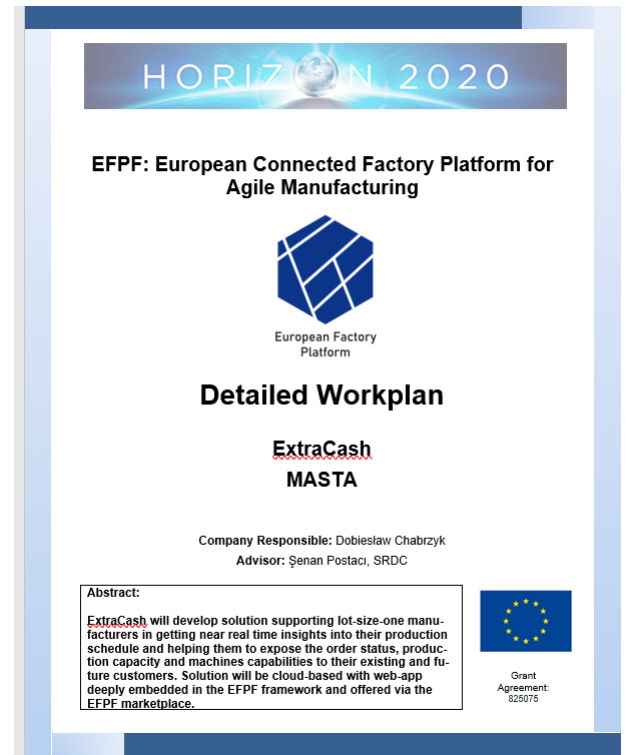 HORIZON 2020
EFPF: European Connected Factory Platform for
Agile Manufacturing
European Factory
Platform
Detailed Workplan
ExtraCash
MASTA
Company Responsible: Dobiesław Chabrzyk
Advisor: Şenan Postacı, SRDC
Abstract:
ExtraCash will develop solution supporting lot-size-one manu-
facturers in getting near real time insights into their production
schedule and helping them to expose the order status, produc-
tion capacity and machines capabilities to their existing and fu-
ture customers. Solution will be cloud-based with web-app
deeply embedded in the EFPF framework and offered via the
EFPF marketplace.
Grant
Agreement:
825075